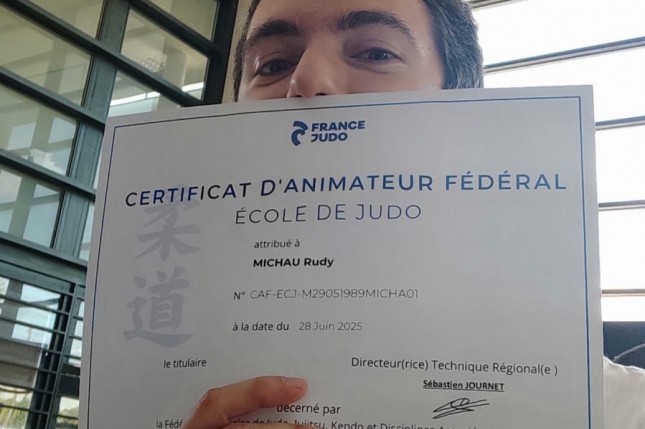 FRANCE
JUDO
CERTIFICAT D'ANIMATEUR FÉDÉRAL
ÉCOLE DE JUDO
柔道
attribué à
MICHAU Rudy
N° CAF-ECJ-M29051989MICHA01
à la date du 28 Juin 2025
le titulaire
Directeur(rice) Technique Régional(e )
Sébastien JOURNET
décerné par
la Fédé de Judo, Jujitsu, Kendo et Disciplines